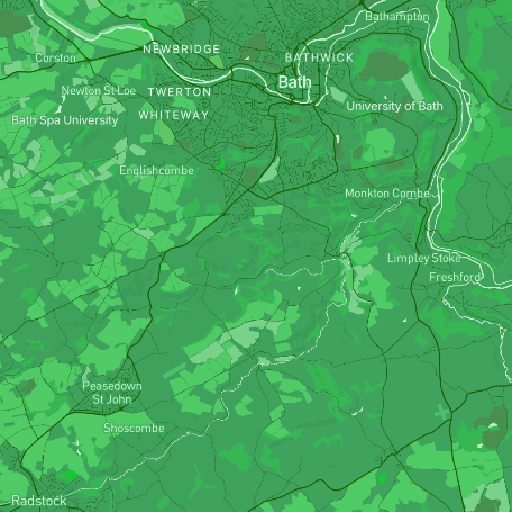 Bathampton
NEWBRIDGE
BATHWICK
Corston
Bath
Newton St Loe
TWERTON
University of Bath
WHITEWAY
Bath Spa University
Englishcombe
Monkton Combe
Limpley Stoke
Freshford
Peasedown
St John
Shoscombe
Radstock